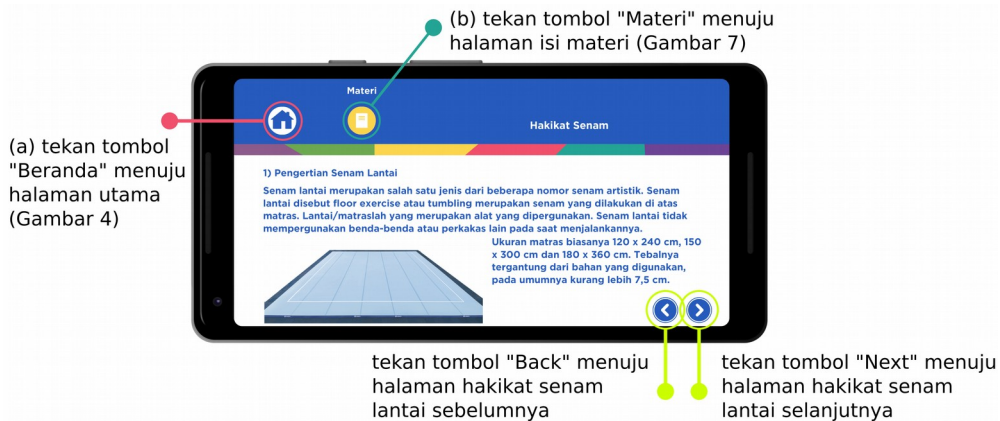 (b) tekan tombol "Materi" menuju
halaman isi materi (Gambar 7)
Materi
Hakikat Senam
(a) tekan tombol
"Beranda" menuju
halaman utama
(Gambar 4)
1) Pengertian Senam Lantai
Senam lantai merupakan salah satu jenis dari beberapa nomor senam artistik. Senam
lantai disebut floor exercise atau tumbling merupakan senam yang dilakukan di atas
matras. Lantai/matraslah yang merupakan alat yang dipergunakan. Senam lantai tidak
mempergunakan benda-benda atau perkakas lain pada saat menjalankannya.
Ukuran matras biasanya 120 x 240 cm, 150
x 300 cm dan 180 x 360 cm. Tebalnya
tergantung dari bahan yang digunakan,
pada umumnya kurang lebih 7,5 cm.
tekan tombol "Back" menuju
halaman hakikat senam
lantai sebelumnya
tekan tombol "Next" menuju
halaman hakikat senam
lantai selanjutnya